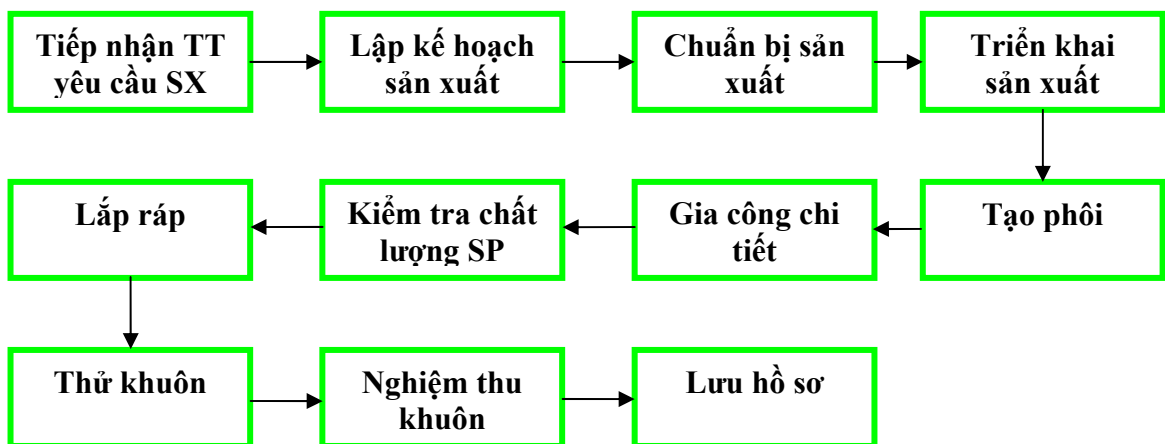 Tiếp nhận TT
yêu cầu SX
Lập kế hoạch
sản xuất
Chuẩn bị sản
xuất
Triển khai
sản xuất
Tạo phôi
Gia công chi
tiết
Kiểm tra chất
lượng SP
Lắp ráp
Thử khuôn
Nghiệm thu
khuôn
Lưu hồ sơ